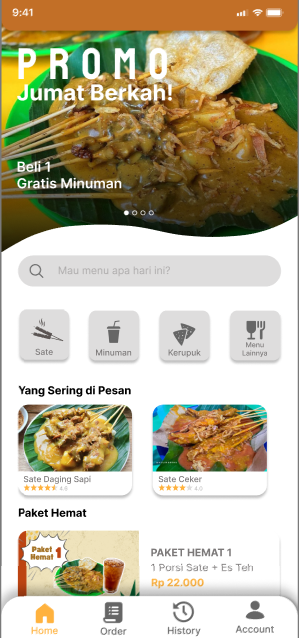 9:41
PROMO
Jumat Berkah!
Beli 1
Gratis Minuman
Mau menu apa hari ini?
Sate
Minuman
Kerupuk
Menu
Lainnya
Yang Sering di Pesan
Sate Daging Sapi
4.6
Sate Ceker
4.0
Paket Hemat
Paket
Hemat 1
PAKET HEMAT 1
1 Porsi Sate + Es Teh
Rp 22.000
Home
Order
History
Account